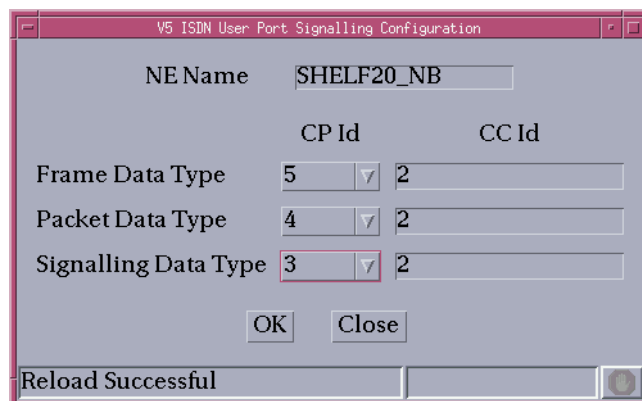 V5 ISDN User Port Signalling Configuration
NE Name SHELF20_NB
CP Id CC Id
Frame Data Type 5 2
Packet Data Type 4 2
Signalling Data Type 3 2
OK Close
Reload Successful